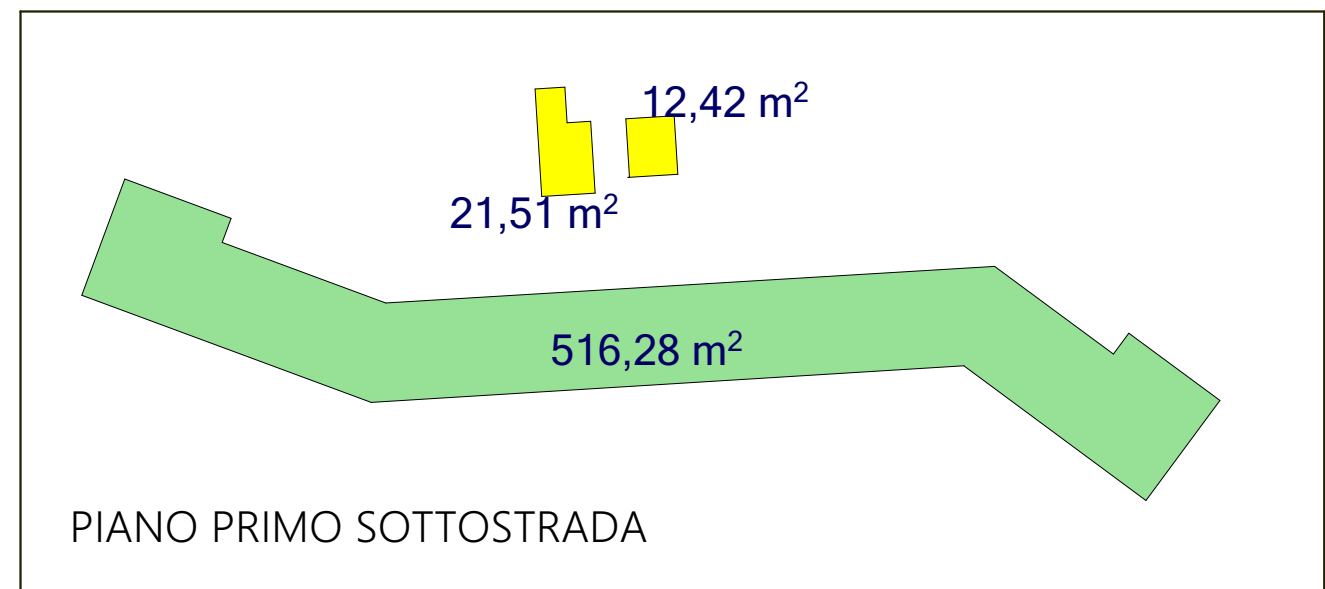 12,42 m²
21,51 m²
516,28 m²
PIANO PRIMO SOTTOSTRADA